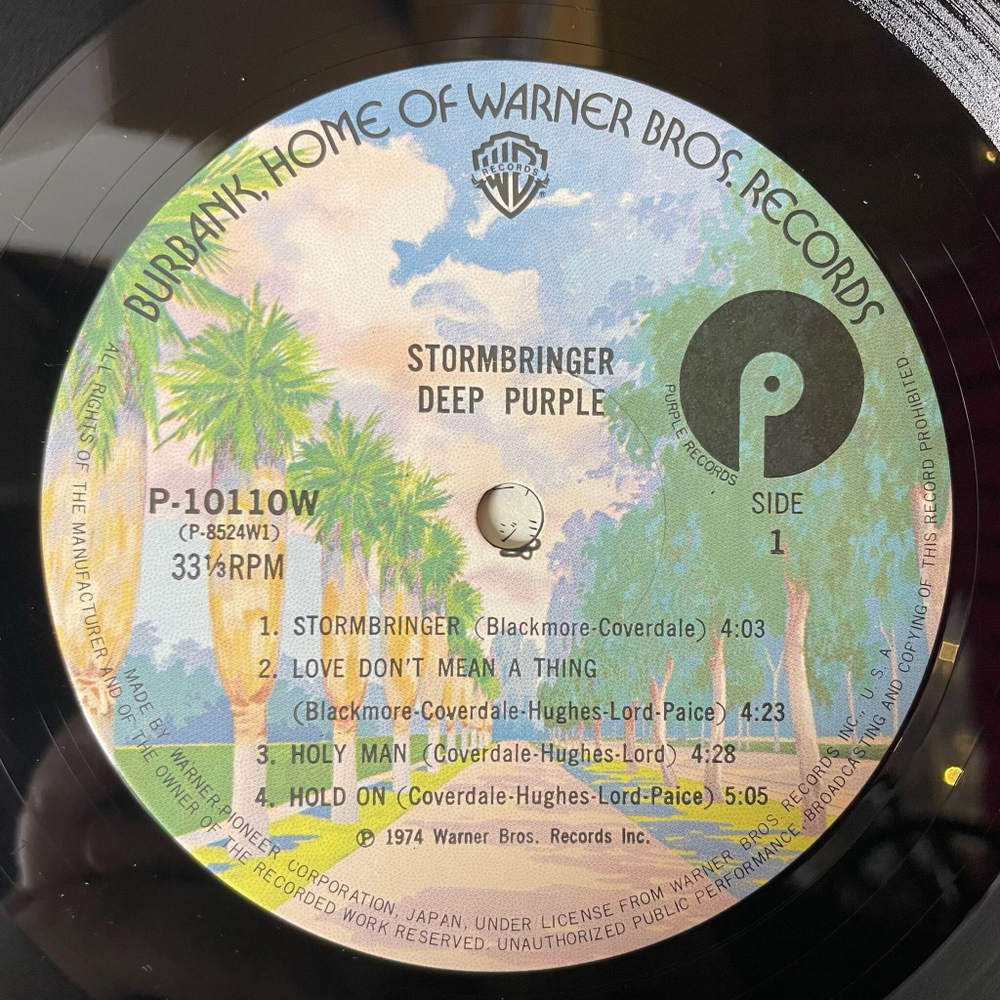 BURBANK, HOME OF WARNER BROS. RECORDS
RECORDS
W
®
STORMBRINGER
DEEP PURPLE
p
PURPLE RECORDS
P-10110W
(P-8524W1)
33⅓RPM
SIDE
1
1. STORMBRINGER (Blackmore-Coverdale) 4:03
2. LOVE DON'T MEAN A THING
(Blackmore-Coverdale-Hughes-Lord-Paice) 4:23
3. HOLY MAN (Coverdale-Hughes-Lord) 4:28
4. HOLD ON (Coverdale-Hughes-Lord-Paice) 5:05
℗ 1974 Warner Bros. Records Inc.
MADE BY WARNER-PIONEER CORPORATION, JAPAN, UNDER LICENSE FROM WARNER BROS RECORDS INC., U.S.A.
ALL RIGHTS OF THE MANUFACTURER AND OF THE OWNER OF THE RECORDED WORK RESERVED. UNAUTHORIZED PUBLIC PERFORMANCE, BROADCASTING AND COPYING OF THIS RECORD PROHIBITED